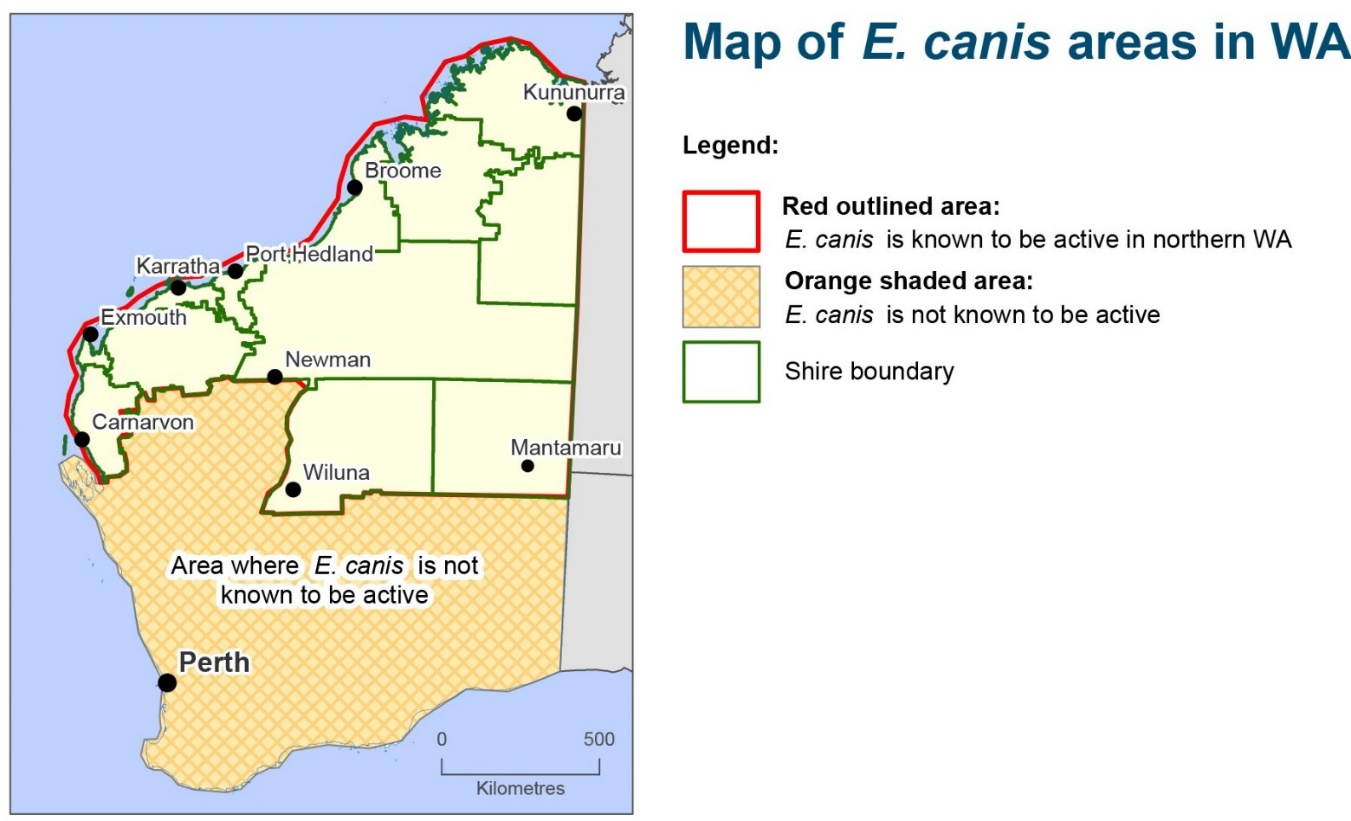 Map of E. canis areas in WA
Legend:
Red outlined area:
E. canis is known to be active in northern WA
Orange shaded area:
E. canis is not known to be active
Shire boundary
Kununurra
Broome
Port Hedland
Karratha
Exmouth
Newman
Carnarvon
Mantamaru
Wiluna
Area where E. canis is not
known to be active
Perth
0 500
Kilometres